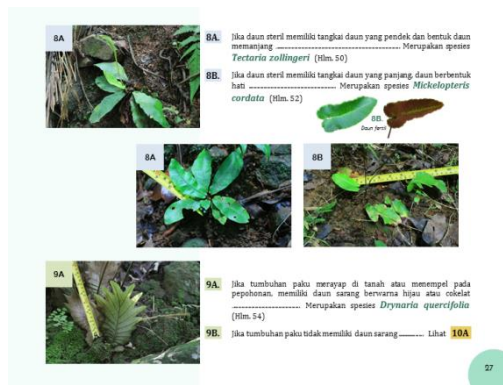 8A
8A. Jika daun steril memiliki tangkai daun yang pendek dan bentuk daun
memanjang ................................................ Merupakan spesies
Tectaria zollingeri (Hlm. 50)
8B. Jika daun steril memiliki tangkai daun yang panjang, daun berbentuk
hati .................................. Merupakan spesies Mickelopteris
cordata (Hlm. 52)
8B.
Daun fertil
8A
8B
9A
9A. Jika tumbuhan paku merayap di tanah atau menempel pada
pepohonan, memiliki daun sarang berwarna hijau atau cokelat
........................... Merupakan spesies Drynaria quercifolia
(Hlm. 54)
9B. Jika tumbuhan paku tidak memiliki daun sarang.......... Lihat 10A
27